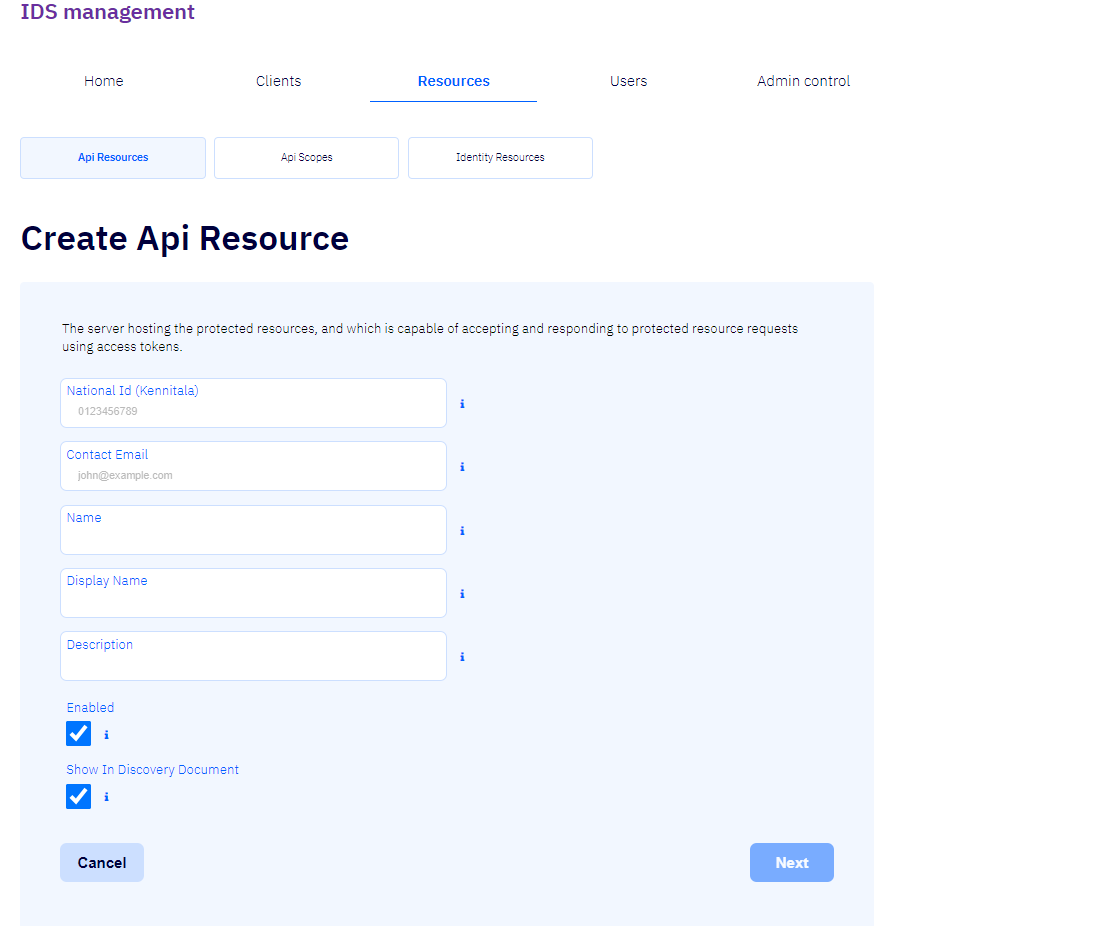 IDS management
Home Clients Resources Users Admin control
Api Resources Api Scopes Identity Resources
Create Api Resource
The server hosting the protected resources, and which is capable of accepting and responding to protected resource requests
using access tokens.
National Id (Kennitala)
0123456789
Contact Email
john@example.com
Name
Display Name
Description
Enabled
Show In Discovery Document
Cancel Next